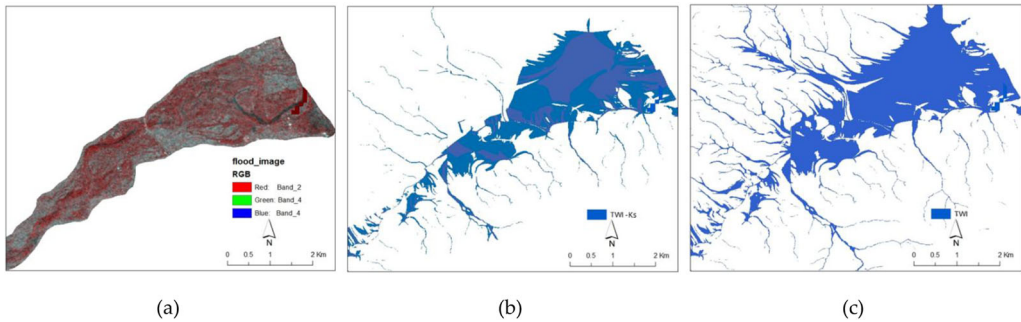 flood_image
RGB
Red: Band_2
Green: Band_4
Blue: Band_4
N
0 0.5 1 2 Km
(a)
TWI -Ks
N
0 0.5 1 2 Km
(b)
TWI
N
0 0.5 1 2 Km
(c)